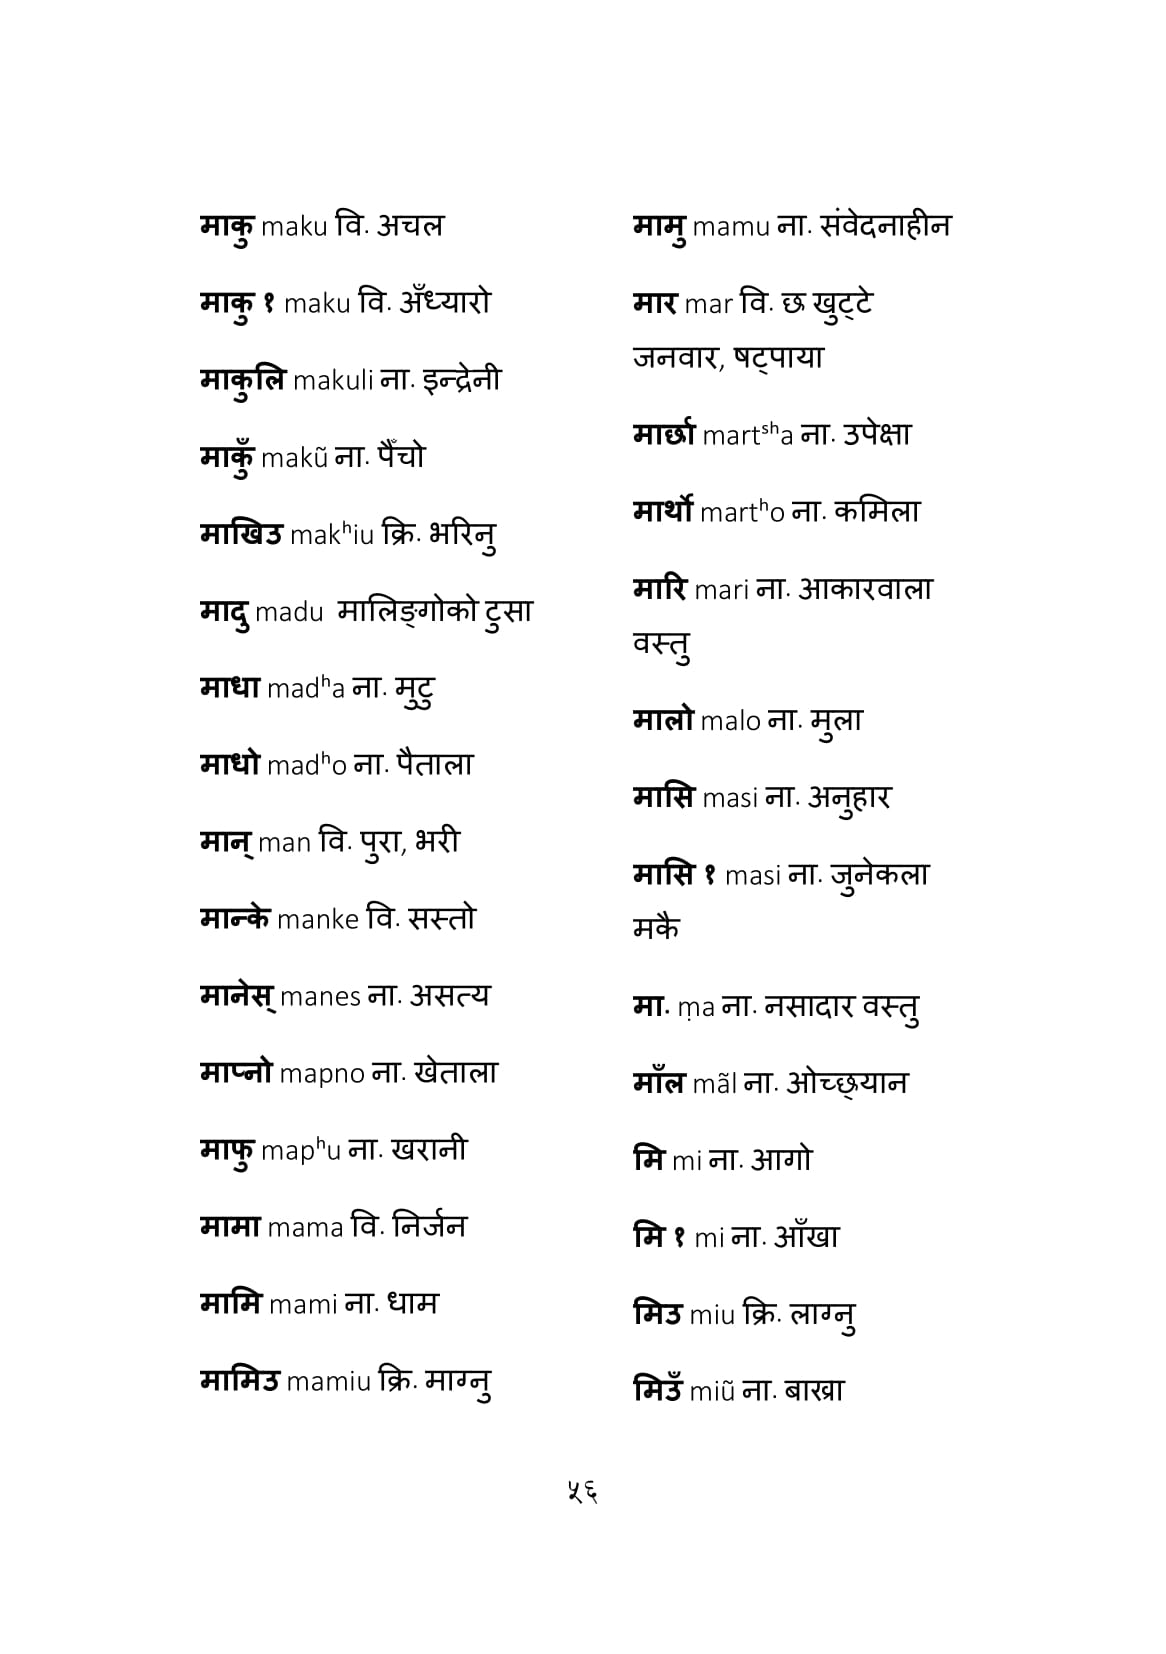 माकु maku वि. अचल
माकु १ maku वि. अँध्यारो
माकुलि makuli ना. इन्द्रेनी
माकुँ makũ ना. पैँचो
माखिउ makʰiu क्रि. भरिनु
मादु madu मालिङ्गोको टुसा
माधा madʰa ना. मुटु
माधो madʰo ना. पैताला
मान् man वि. पुरा, भरी
मान्के manke वि. सस्तो
मानेस् manes ना. असत्य
माप्नो mapno ना. खेताला
माफु mapʰu ना. खरानी
मामा mama वि. निर्जन
मामि mami ना. धाम
मामिउ mamiu क्रि. माग्नु
मामु mamu ना. संवेदनाहीन
मार mar वि. छ खुट्टे
जनवार, षट्पाया
मार्छा martˢʰa ना. उपेक्षा
मार्थो martʰo ना. कमिला
मारि mari ना. आकारवाला
वस्तु
मालो malo ना. मुला
मासि masi ना. अनुहार
मासि १ masi ना. जुनेकला
मकै
मा. ṃa ना. नसादार वस्तु
माँल mãl ना. ओच्छ्यान
मि mi ना. आगो
मि १ mi ना. आँखा
मिउ miu क्रि. लाग्नु
मिउँ miũ ना. बाख्रा
५६